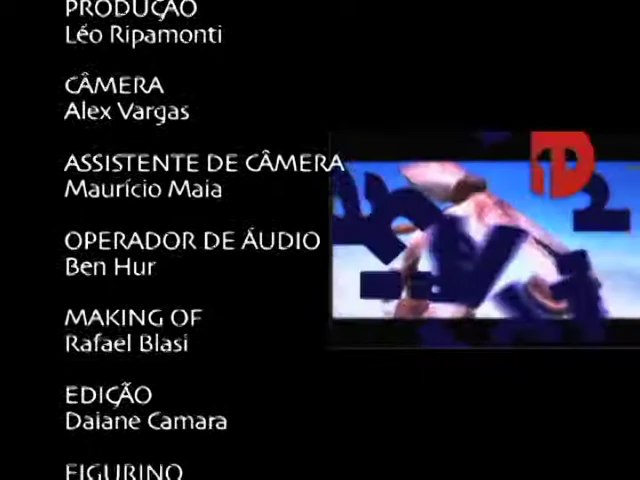 PRODUÇÃO
Léo Ripamonti
CÂMERA
Alex Vargas
ASSISTENTE DE CÂMERA
Maurício Maia
OPERADOR DE ÁUDIO
Ben Hur
MAKING OF
Rafael Blasi
EDIÇÃO
Daiane Camara
FIGURINO